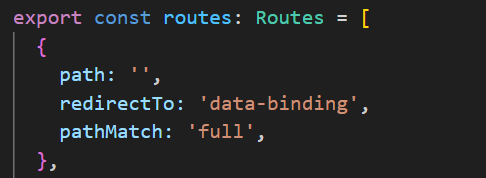 export const routes: Routes = [
  {
    path: '',
    redirectTo: 'data-binding',
    pathMatch: 'full',
  },